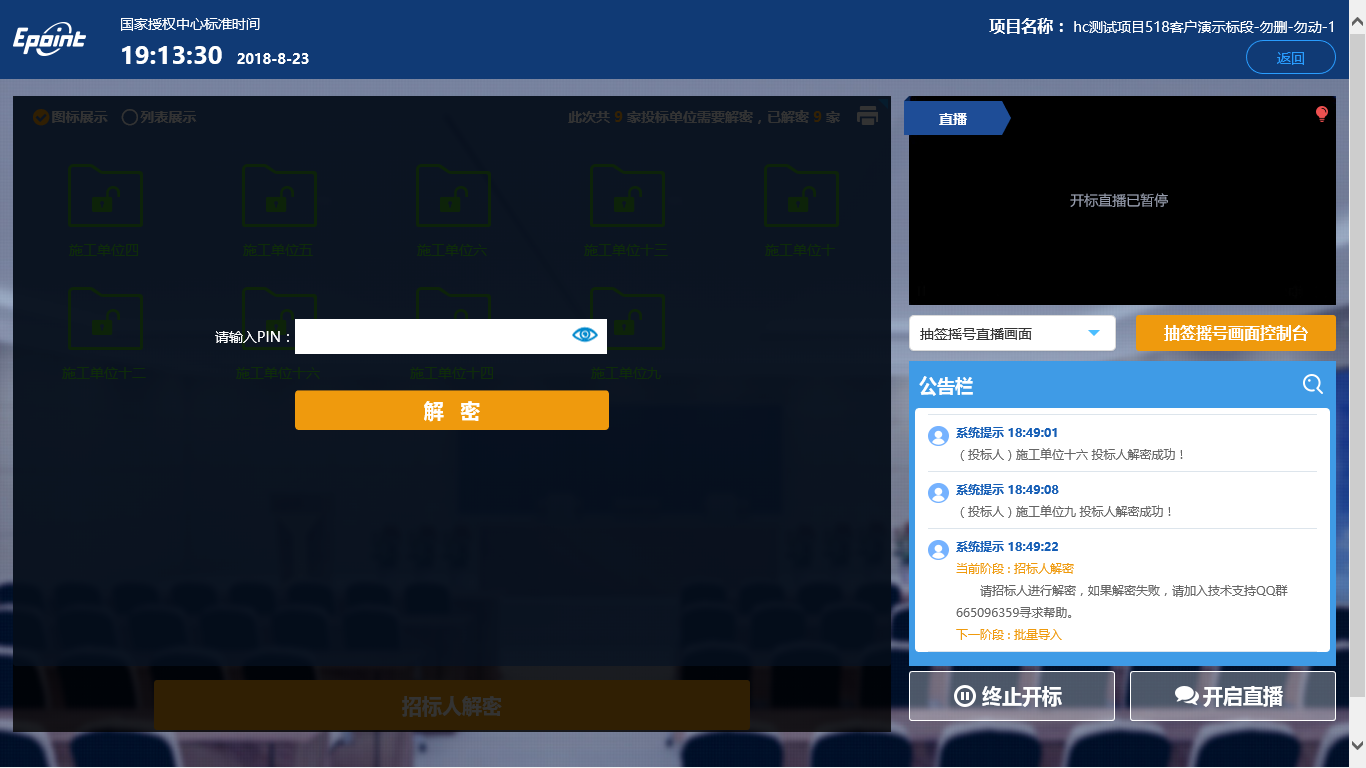 Epoint
国家授权中心标准时间
19:13:30 2018-8-23
项目名称： hc测试项目518客户演示标段-勿删-勿动-1
返回
图标展示 列表展示
此次共 9 家投标单位需要解密，已解密 9 家
施工单位四 施工单位五 施工单位六 施工单位十三 施工单位十
施工单位十二 施工单位十六 施工单位十四 施工单位九
请输入PIN：
解 密
招标人解密
直播
开标直播已暂停
抽签摇号直播画面
抽签摇号画面控制台
公告栏
系统提示 18:49:01
（投标人）施工单位十六 投标人解密成功！
系统提示 18:49:08
（投标人）施工单位九 投标人解密成功！
系统提示 18:49:22
当前阶段 : 招标人解密
请招标人进行解密，如果解密失败，请加入技术支持QQ群
665096359寻求帮助。
下一阶段 : 批量导入
终止开标
开启直播